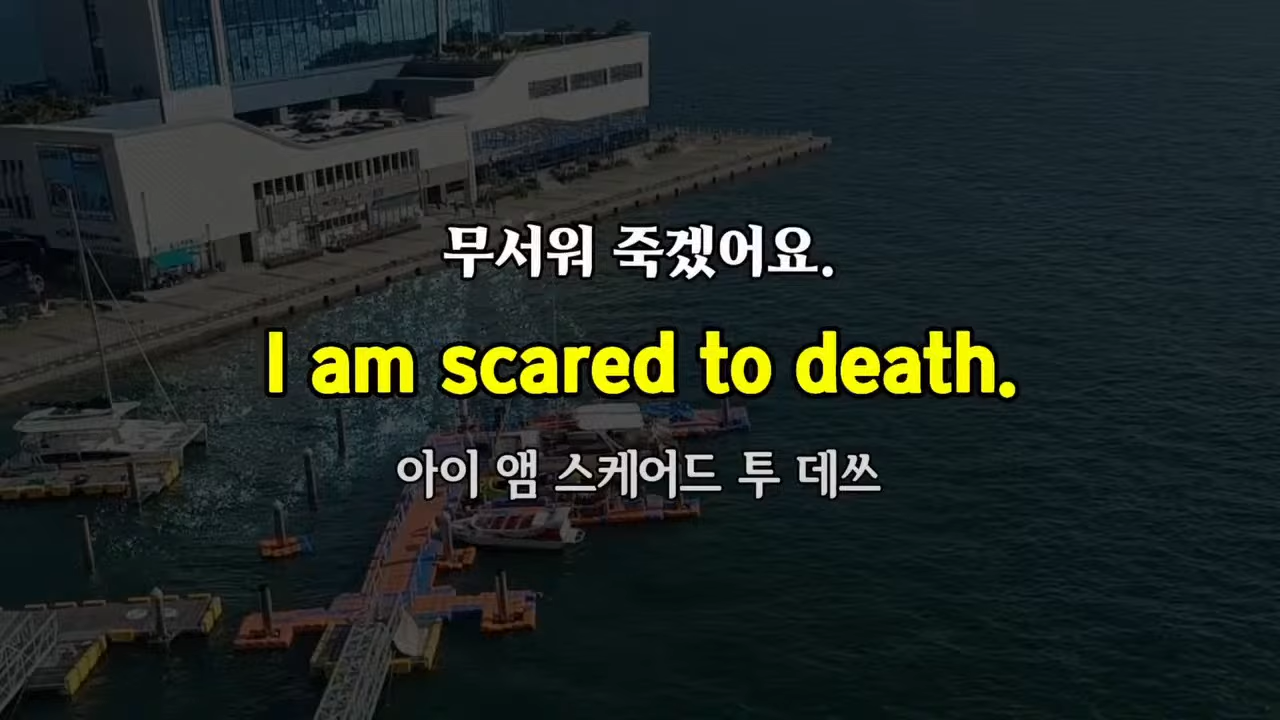 무서워 죽겠어요.
I am scared to death.
아이 앰 스케어드 투 데쓰